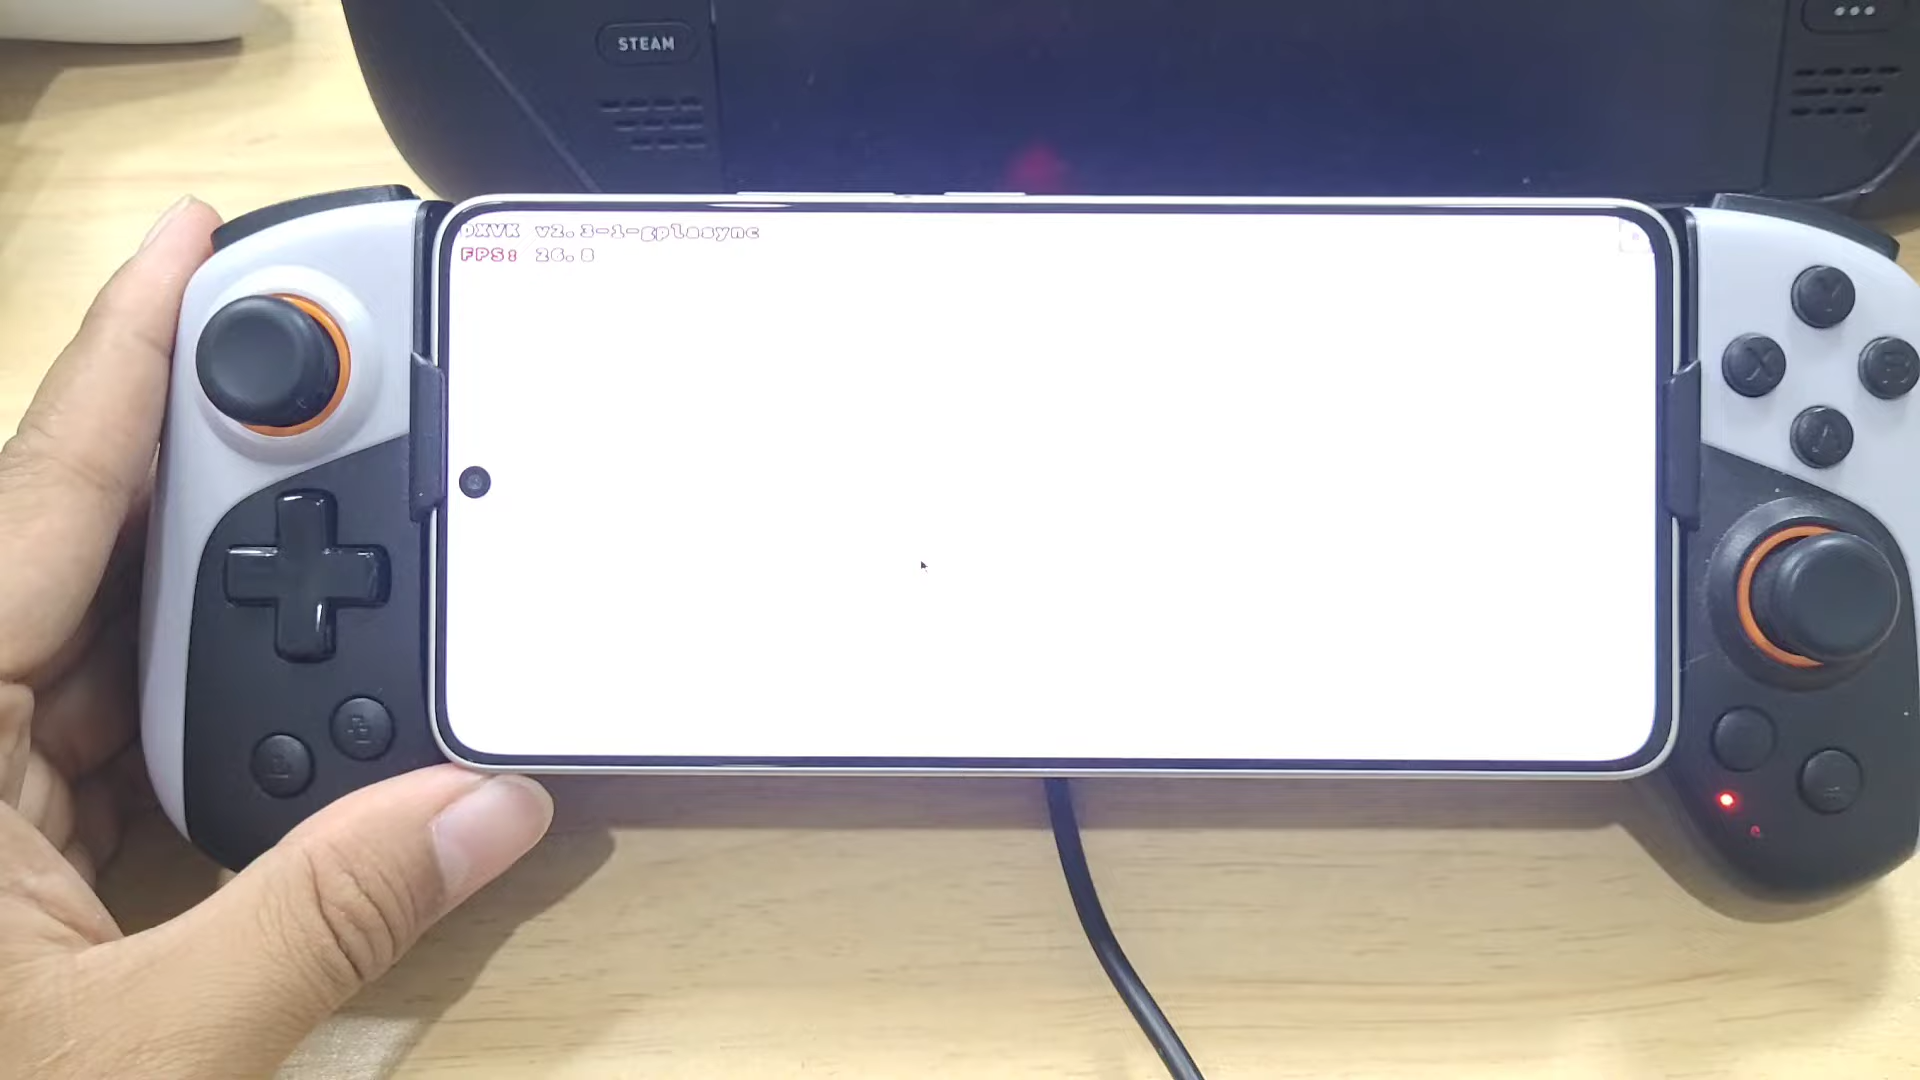 STEAM
DXVK v2.3-1-gplasync
FPS: 26.8
Y
X
B
A